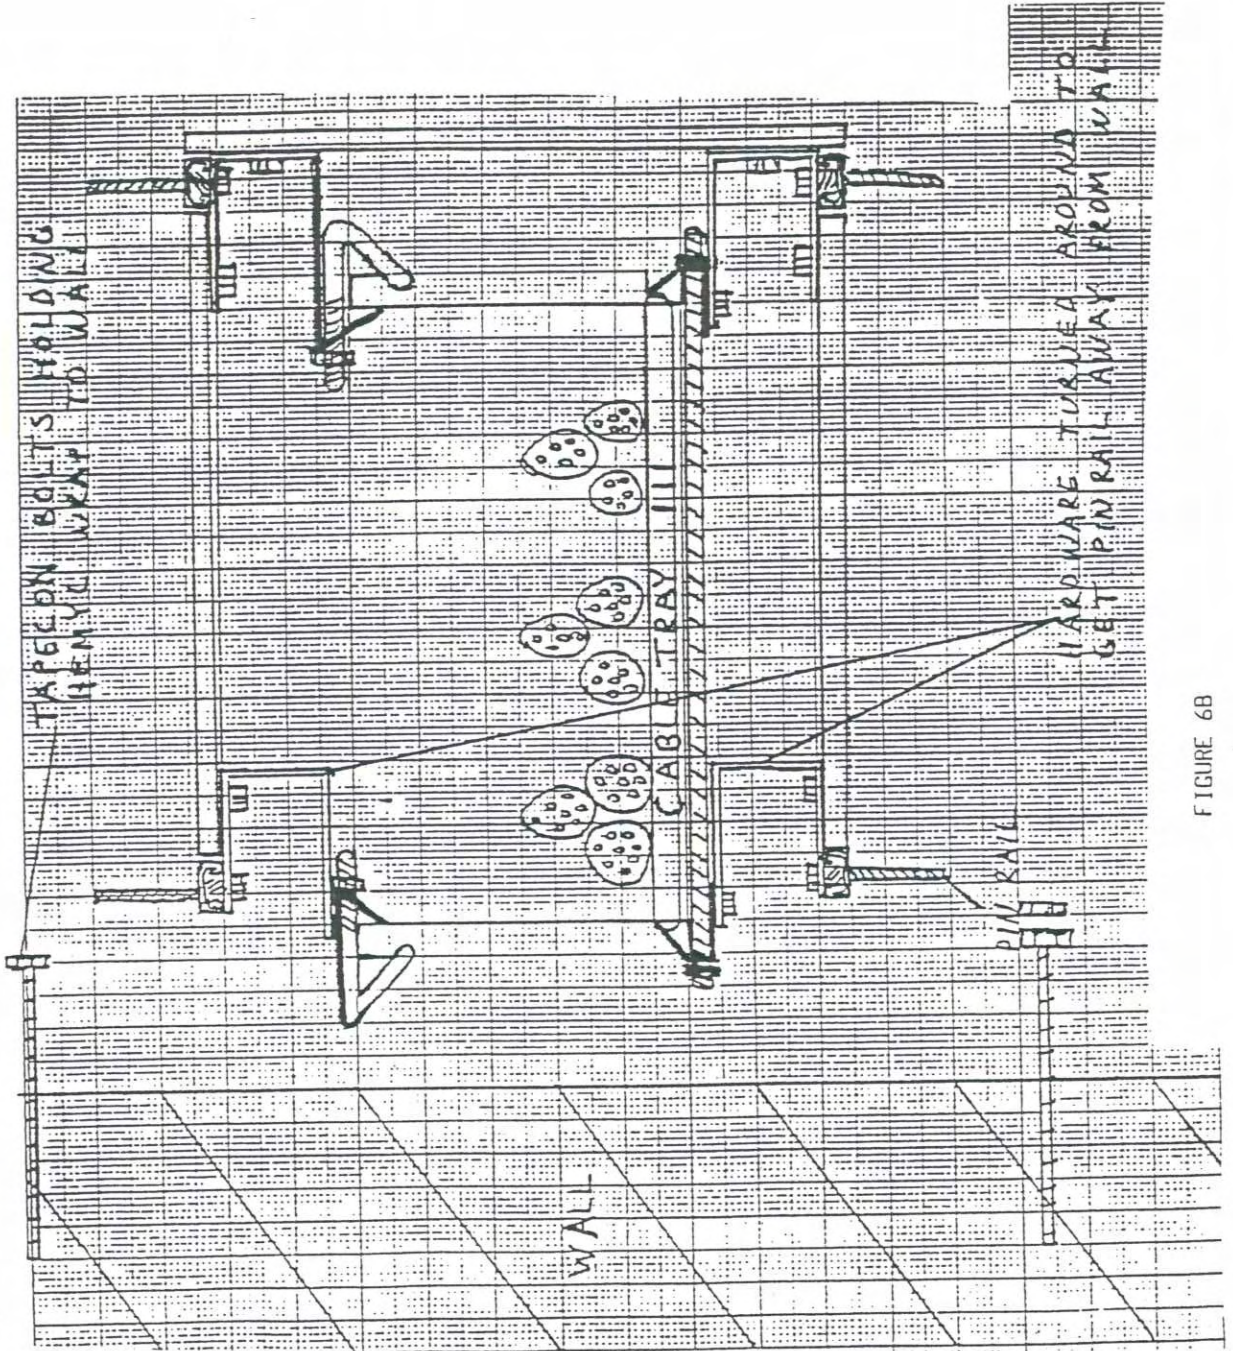 TAPECON BOLTS HOLDING
HEMYC WRAP TO WALL
CABLE TRAY III
HARDWARE TURNED AROUND TO
GET PIN RAIL AWAY FROM WALL
PIN RAIL
WALL
FIGURE 6B